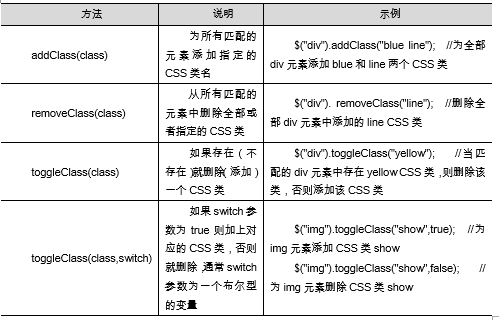 方法 说明 示例
addClass(class)
为所有匹配的
元素添加指定的
CSS 类名
$("div").addClass("blue line"); //为全部
div 元素添加 blue 和 line 两个 CSS 类
removeClass(class)
从所有匹配的
元素中删除全部或
者指定的 CSS 类
$("div"). removeClass("line"); //删除全
部 div 元素中添加的 line CSS 类
toggleClass(class)
如果存在（不
存在）就删除（添加）
一个 CSS 类
$("div").toggleClass("yellow"); //当匹
配的 div 元素中存在 yellow CSS 类，则删除该
类，否则添加该 CSS 类
toggleClass(class,switch)
如果 switch 参
数为 true 则加上对
应的 CSS 类，否则
就删除，通常 switch
参数为一个布尔型
的变量
$("img").toggleClass("show",true); //为
img 元素添加 CSS 类 show
$("img").toggleClass("show",false); //
为 img 元素删除 CSS 类 show